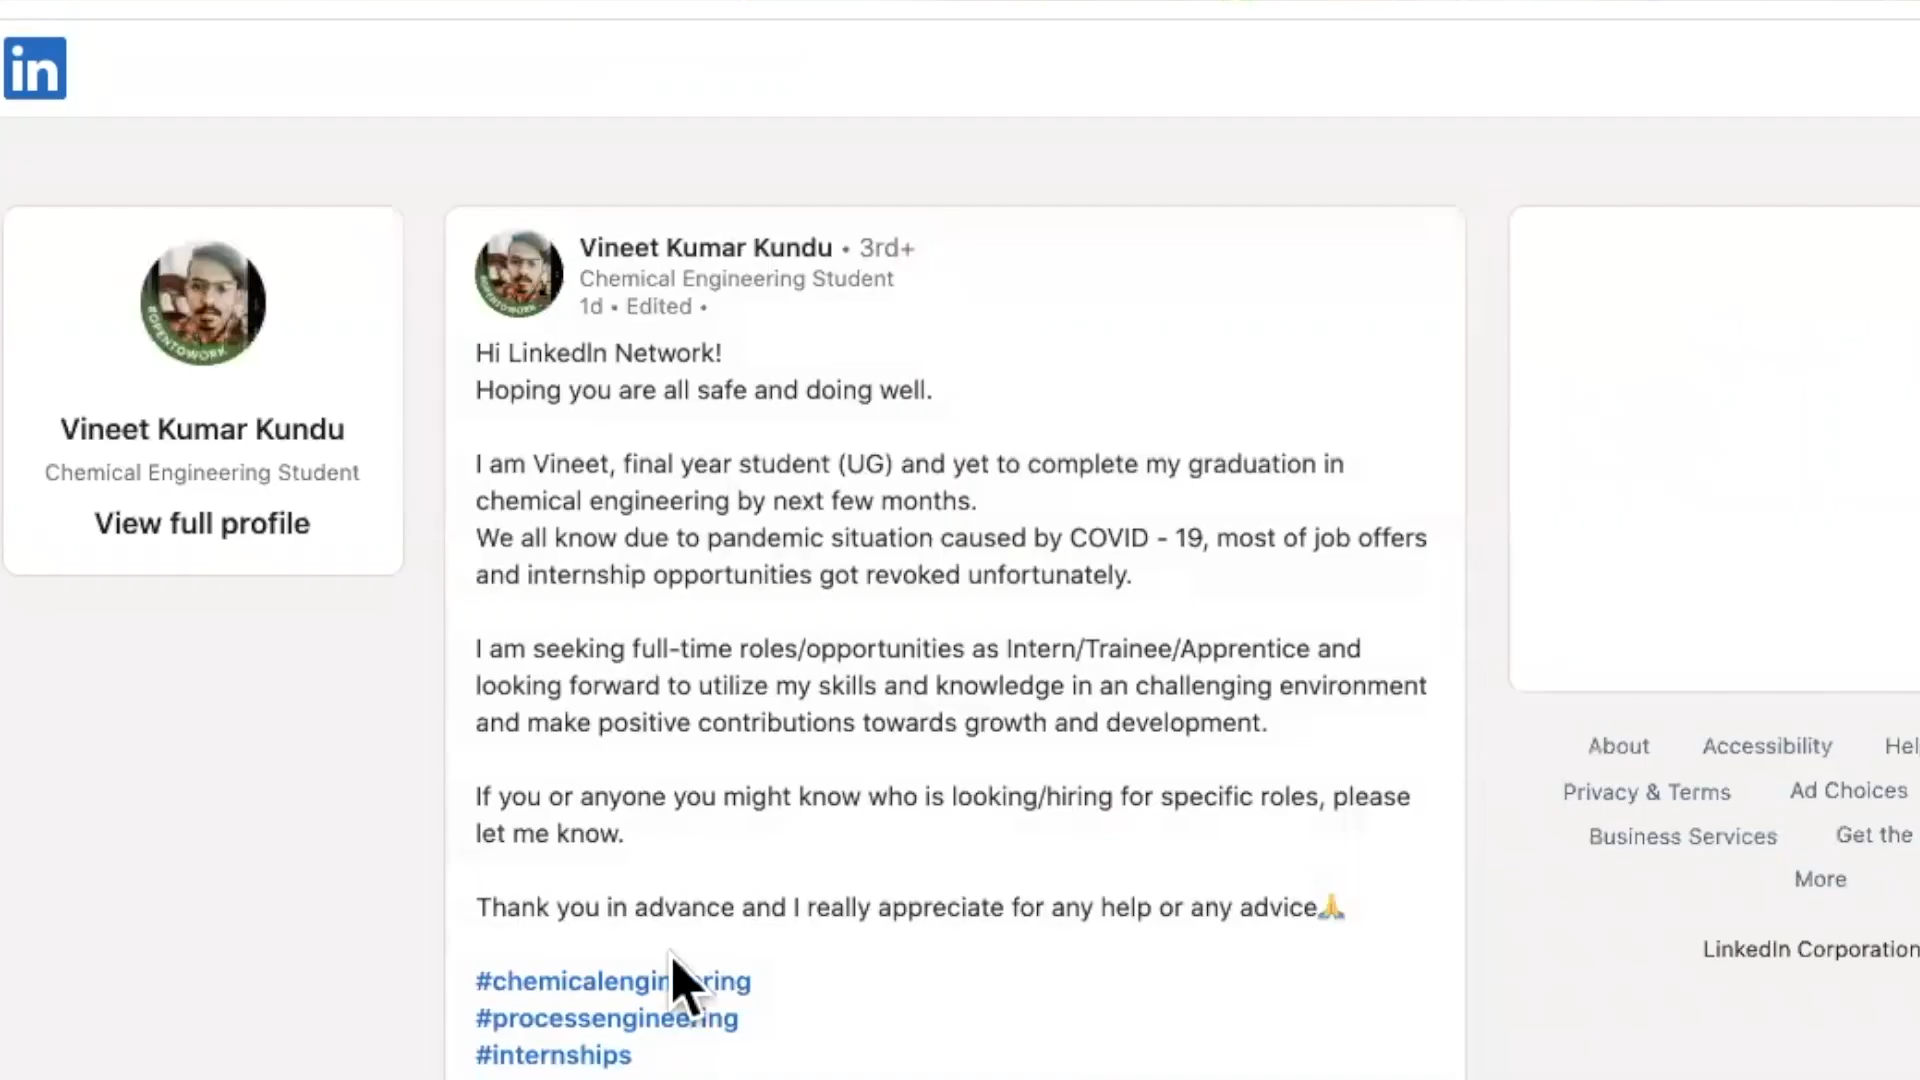 in
#OPENTOWORK
Vineet Kumar Kundu
Chemical Engineering Student
View full profile
#OPENTOWORK
Vineet Kumar Kundu • 3rd+
Chemical Engineering Student
1d • Edited •
Hi LinkedIn Network!
Hoping you are all safe and doing well.
I am Vineet, final year student (UG) and yet to complete my graduation in
chemical engineering by next few months.
We all know due to pandemic situation caused by COVID - 19, most of job offers
and internship opportunities got revoked unfortunately.
I am seeking full-time roles/opportunities as Intern/Trainee/Apprentice and
looking forward to utilize my skills and knowledge in an challenging environment
and make positive contributions towards growth and development.
If you or anyone you might know who is looking/hiring for specific roles, please
let me know.
Thank you in advance and I really appreciate for any help or any advice🙏
#chemicalengineering
#processengineering
#internships
About Accessibility Hel
Privacy & Terms Ad Choices
Business Services Get the
More
LinkedIn Corporation